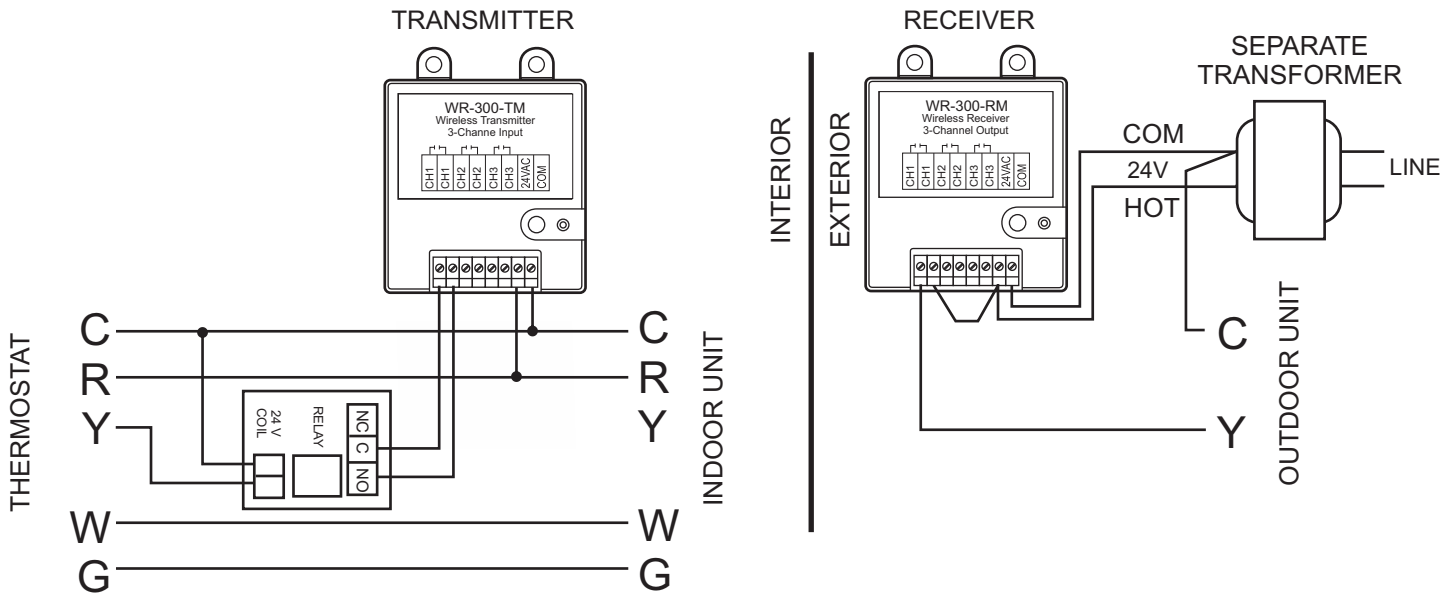 TRANSMITTER
WR-300-TM
Wireless Transmitter
3-Channe Input
CH1
CH1
CH2
CH2
CH3
CH3
24VAC
COM
THERMOSTAT
C
R
Y
W
G
24 V
COIL
RELAY
NC
C
NO
C
R
Y
W
G
INDOOR UNIT
INTERIOR
EXTERIOR
RECEIVER
WR-300-RM
Wireless Receiver
3-Channel Output
CH1
CH1
CH2
CH2
CH3
CH3
24VAC
COM
SEPARATE
TRANSFORMER
COM
24V
HOT
LINE
C
Y
OUTDOOR UNIT